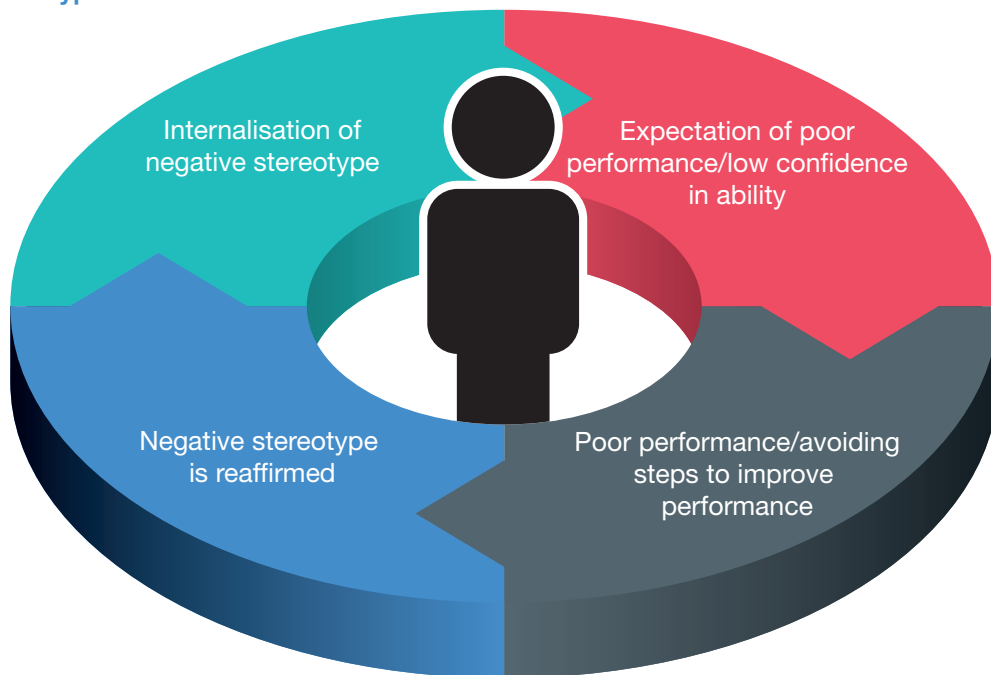 Internalisation of
negative stereotype
Expectation of poor
performance/low confidence
in ability
Poor performance/avoiding
steps to improve
performance
Negative stereotype
is reaffirmed